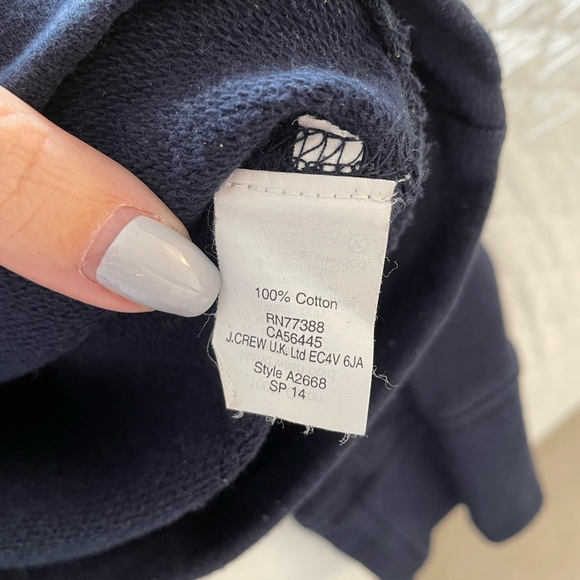 100% Cotton
RN77388
CA56445
J.CREW U.K. Ltd EC4V 6JA
Style A2668
SP 14